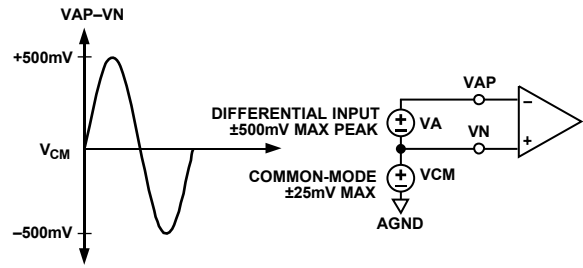 VAP–VN
+500mV
VCM
–500mV
DIFFERENTIAL INPUT
±500mV MAX PEAK
VA
COMMON-MODE
±25mV MAX
VCM
AGND
VAP
VN
–
+
+
–
+
–